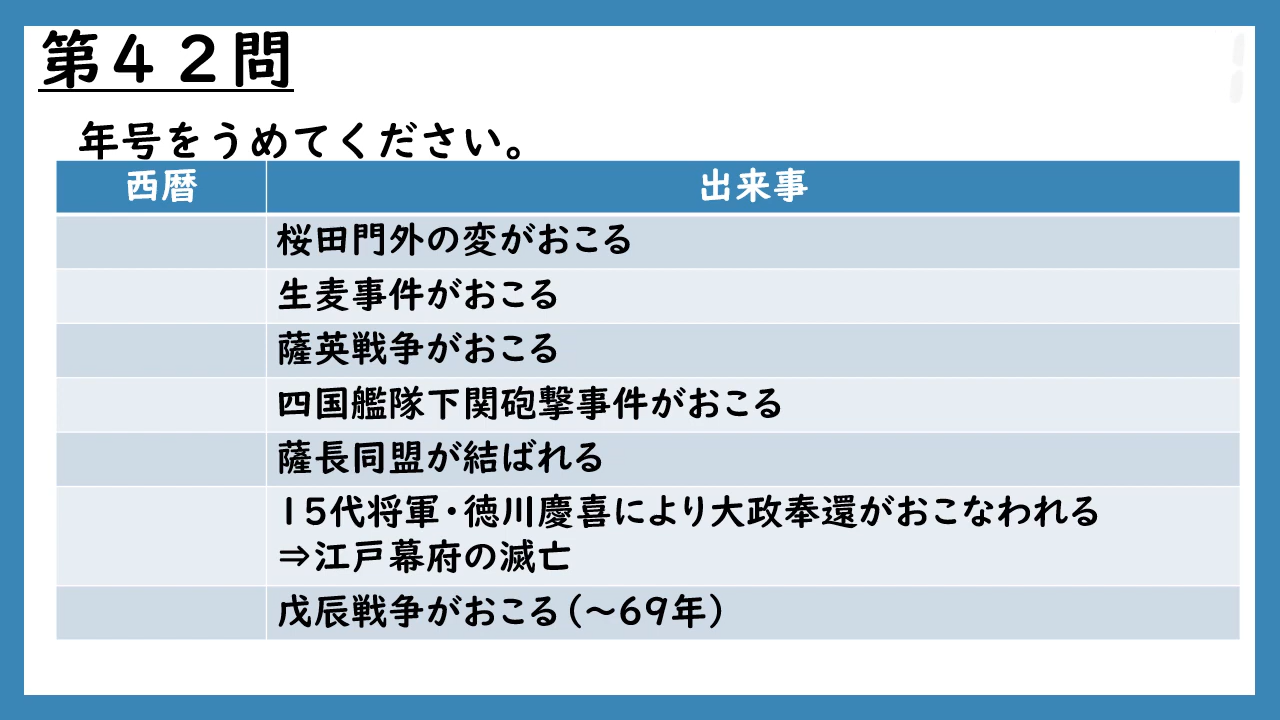 第４２問
年号をうめてください。
西暦 出来事
桜田門外の変がおこる
生麦事件がおこる
薩英戦争がおこる
四国艦隊下関砲撃事件がおこる
薩長同盟が結ばれる
１５代将軍・徳川慶喜により大政奉還がおこなわれる
⇒江戸幕府の滅亡
戊辰戦争がおこる（～６９年）